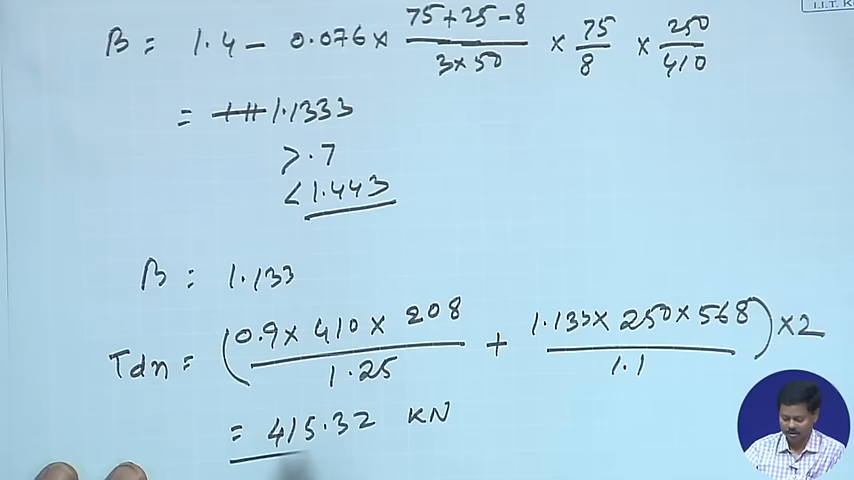 I.I.T. K
β = 1.4 - 0.076 × (75+25-8)/(3×50) × 75/8 × 250/410
= 1.1333
> .7
< 1.443
β = 1.133
Tdn = ((0.9 × 410 × 208)/1.25 + (1.133 × 250 × 568)/1.1) × 2
= 415.32 KN